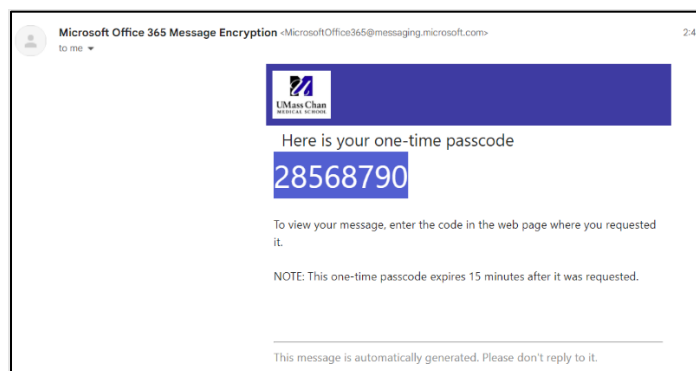 Microsoft Office 365 Message Encryption <MicrosoftOffice365@messaging.microsoft.com>
2:4
to me
UMass Chan
MEDICAL SCHOOL
Here is your one-time passcode
28568790
To view your message, enter the code in the web page where you requested
it.
NOTE: This one-time passcode expires 15 minutes after it was requested.
This message is automatically generated. Please don't reply to it.